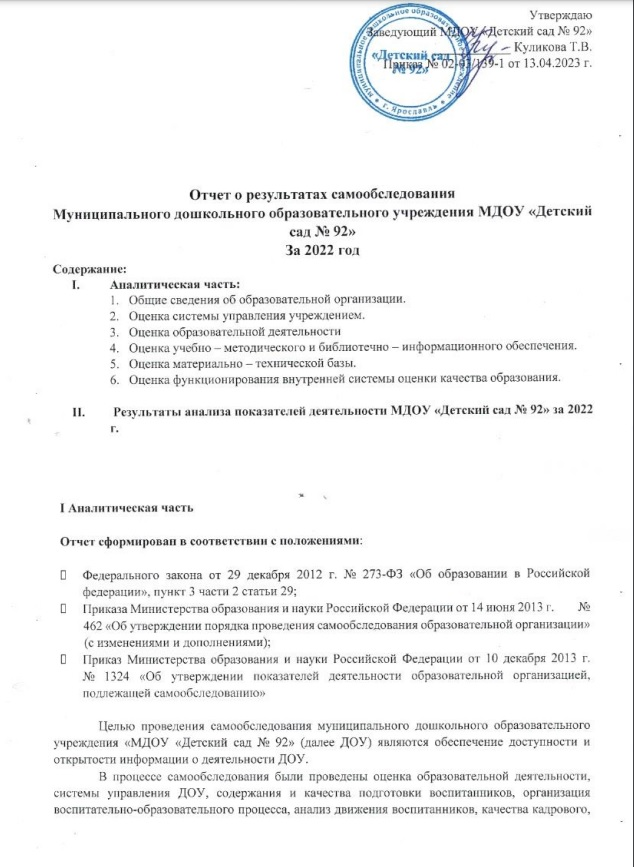 Утверждаю
Заведующий МДОУ «Детский сад № 92»
Куликова Т.В.
Приказ № 02-03/139-1 от 13.04.2023 г.
«Детский сад
№ 92»
г. Ярославль
Отчет о результатах самообследования
Муниципального дошкольного образовательного учреждения МДОУ «Детский
сад № 92»
За 2022 год
Содержание:
I. Аналитическая часть:
1. Общие сведения об образовательной организации.
2. Оценка системы управления учреждением.
3. Оценка образовательной деятельности
4. Оценка учебно – методического и библиотечно – информационного обеспечения.
5. Оценка материально – технической базы.
6. Оценка функционирования внутренней системы оценки качества образования.
II. Результаты анализа показателей деятельности МДОУ «Детский сад № 92» за 2022
г.
I Аналитическая часть
Отчет сформирован в соответствии с положениями:
Федерального закона от 29 декабря 2012 г. № 273-ФЗ «Об образовании в Российской
федерации», пункт 3 части 2 статьи 29;
Приказа Министерства образования и науки Российской Федерации от 14 июня 2013 г. №
462 «Об утверждении порядка проведения самообследования образовательной организации»
(с изменениями и дополнениями);
Приказ Министерства образования и науки Российской Федерации от 10 декабря 2013 г.
№ 1324 «Об утверждении показателей деятельности образовательной организацией,
подлежащей самообследованию»
Целью проведения самообследования муниципального дошкольного образовательного
учреждения «МДОУ «Детский сад № 92» (далее ДОУ) являются обеспечение доступности и
открытости информации о деятельности ДОУ.
В процессе самообследования были проведены оценка образовательной деятельности,
системы управления ДОУ, содержания и качества подготовки воспитанников, организация
воспитательно-образовательного процесса, анализ движения воспитанников, качества кадрового,